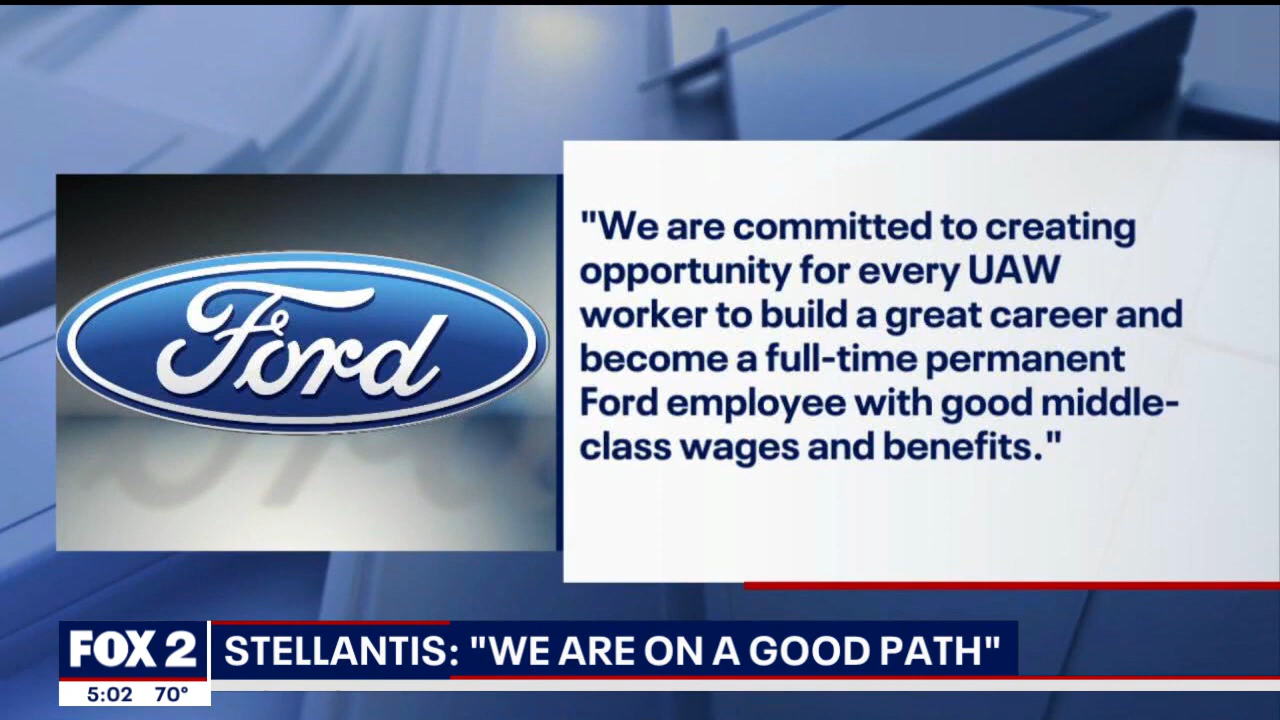 Ford
"We are committed to creating
opportunity for every UAW
worker to build a great career and
become a full-time permanent
Ford employee with good middle-
class wages and benefits."
FOX 2
STELLANTIS: "WE ARE ON A GOOD PATH"
5:02 70°